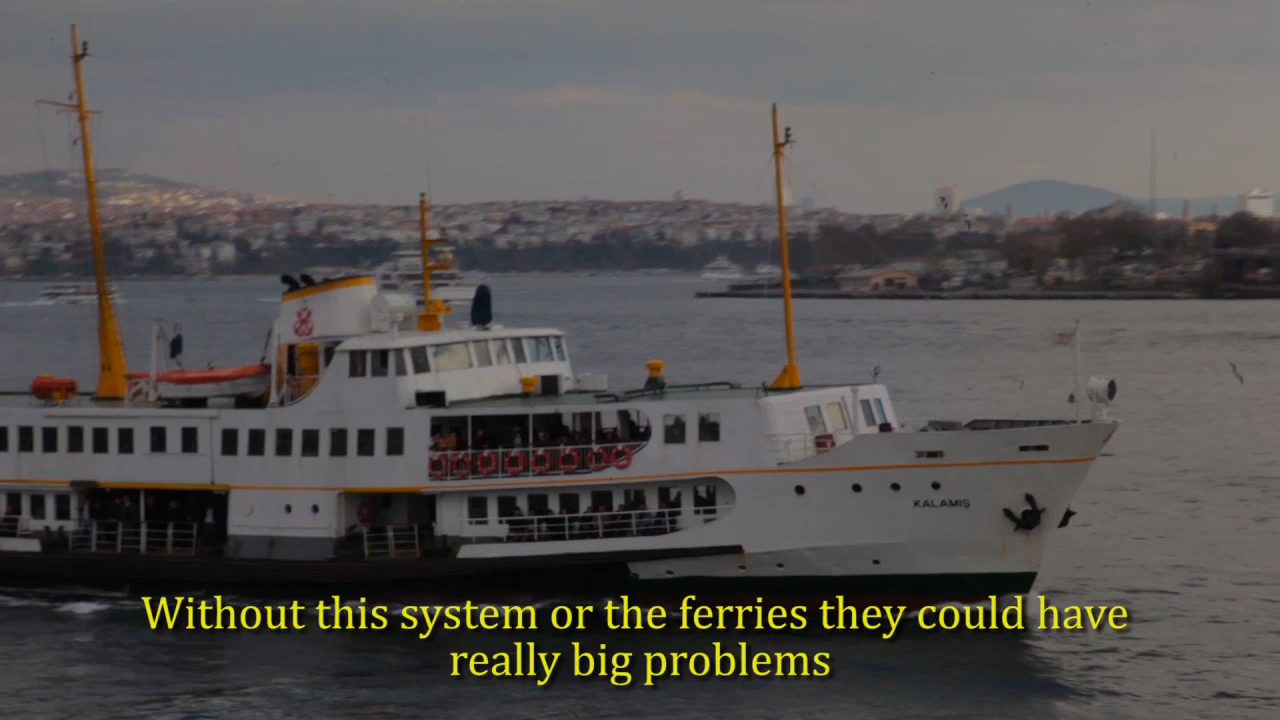 KALAMIŞ
Without this system or the ferries they could have
really big problems